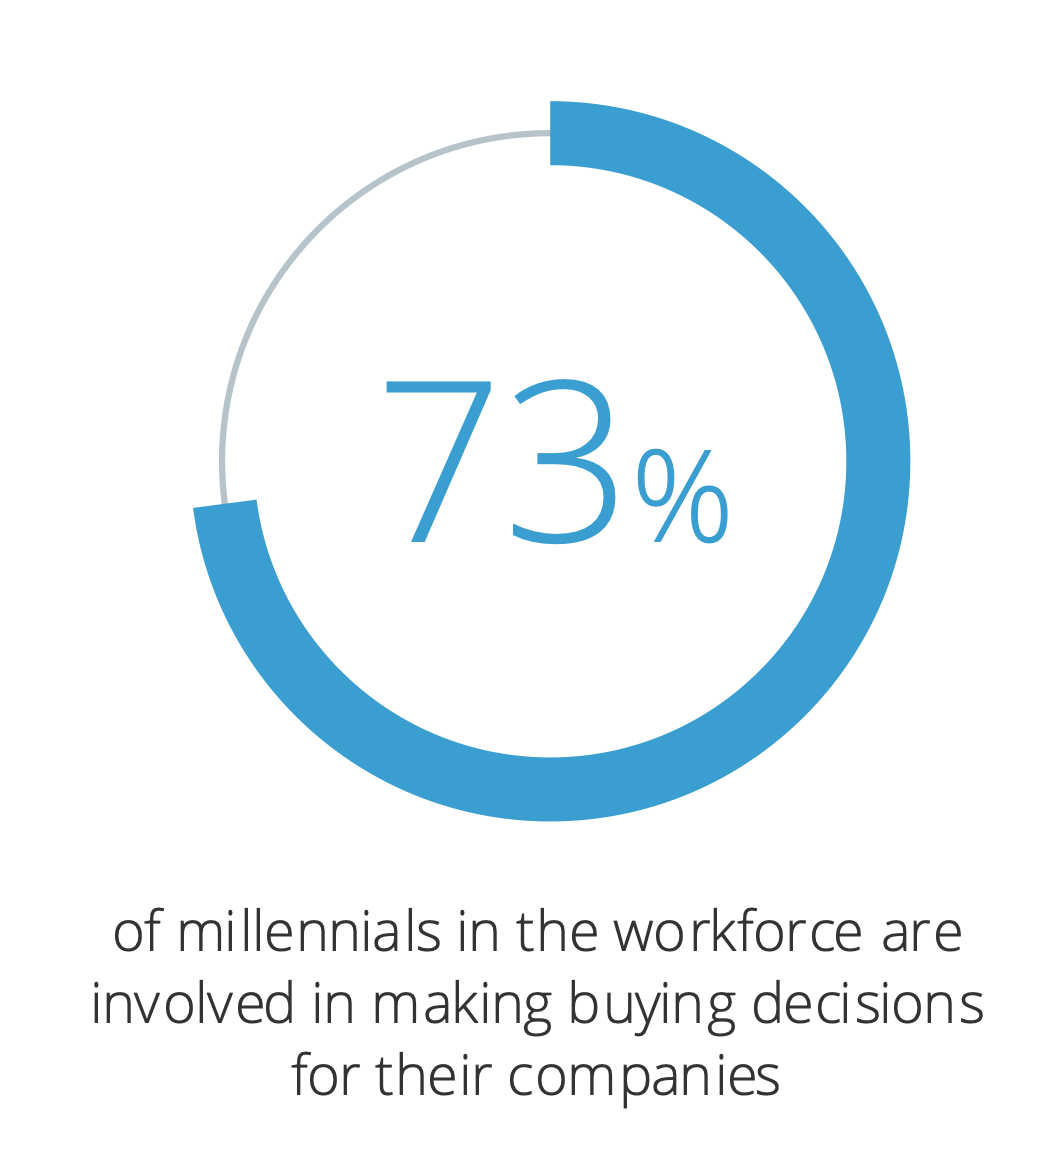 73%
of millennials in the workforce are
involved in making buying decisions
for their companies